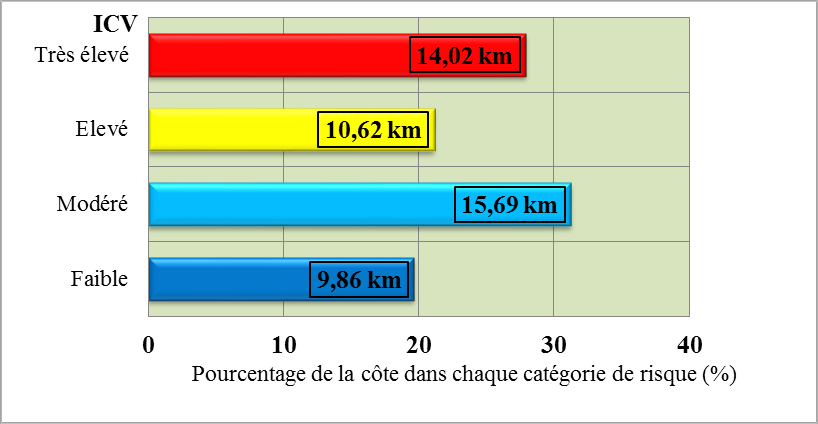 ICV
Très élevé
14,02 km
Elevé
10,62 km
Modéré
15,69 km
Faible
9,86 km
0 10 20 30 40
Pourcentage de la côte dans chaque catégorie de risque (%)